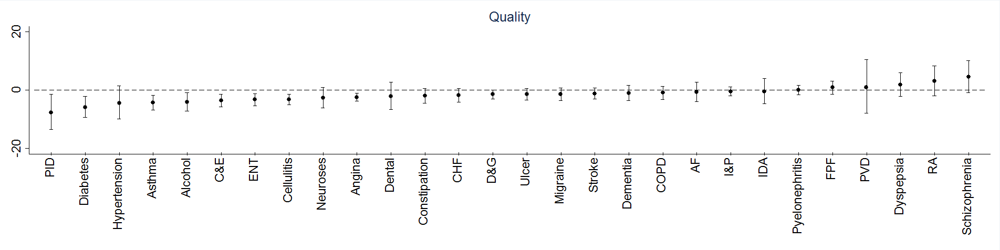 Quality
20
0
-20
PID
Diabetes
Hypertension
Asthma
Alcohol
C&E
ENT
Cellulitis
Neuroses
Angina
Dental
Constipation
CHF
D&G
Ulcer
Migraine
Stroke
Dementia
COPD
AF
I&P
IDA
Pyelonephritis
FPF
PVD
Dyspepsia
RA
Schizophrenia